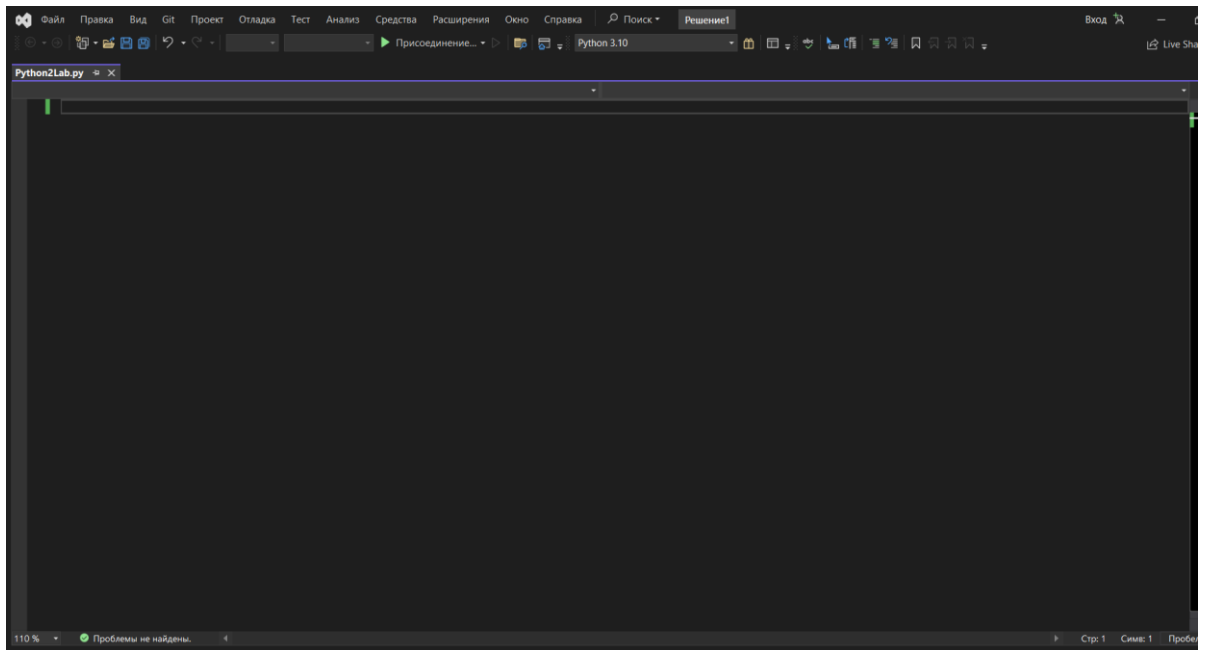 Файл Правка Вид Git Проект Отладка Тест Анализ Средства Расширения Окно Справка Поиск Решение1 Вход
Присоединение... Python 3.10 Live Sha
Python2Lab.py
110 % Проблемы не найдены. Стр: 1 Симв: 1 Пробел